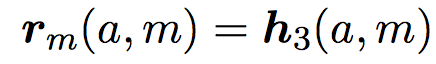 r_m(a, m) = h_3(a, m)